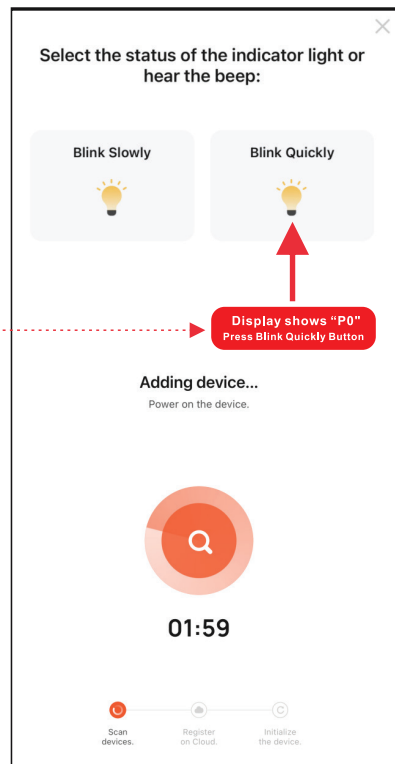 Select the status of the indicator light or
hear the beep:
Blink Slowly
Blink Quickly
Display shows “P0"
Press Blink Quickly Button
Adding device...
Power on the device.
01:59
Scan
devices.
Register
on Cloud.
Initialize
the device.